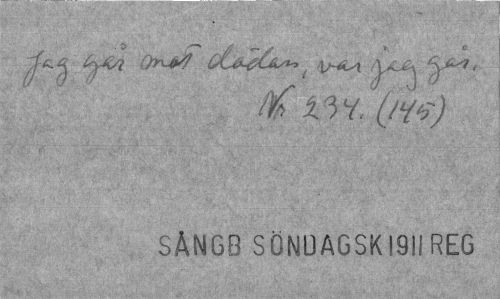 Jag går mot döden, var jag går.
Nr 234. (145)
SÅNGB SÖNDAGSK 1911 REG